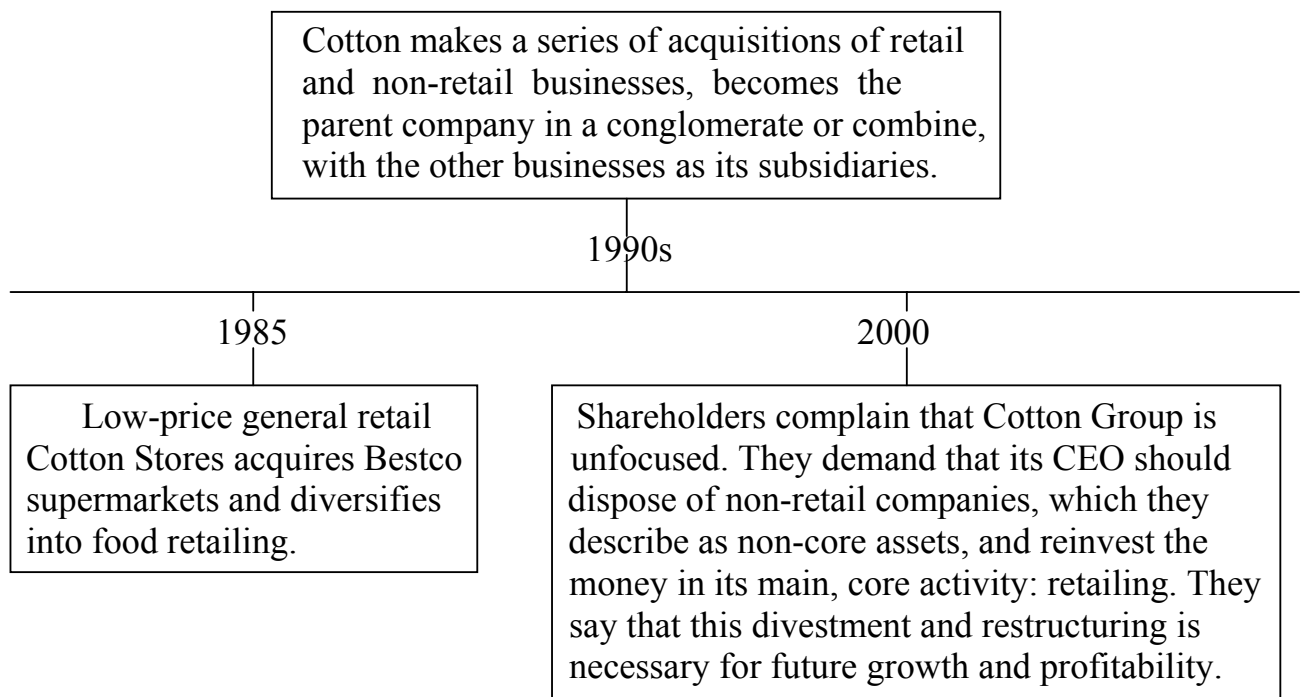 Cotton makes a series of acquisitions of retail
and non-retail businesses, becomes the
parent company in a conglomerate or combine,
with the other businesses as its subsidiaries.
1990s
1985
2000
Low-price general retail
Cotton Stores acquires Bestco
supermarkets and diversifies
into food retailing.
Shareholders complain that Cotton Group is
unfocused. They demand that its CEO should
dispose of non-retail companies, which they
describe as non-core assets, and reinvest the
money in its main, core activity: retailing. They
say that this divestment and restructuring is
necessary for future growth and profitability.